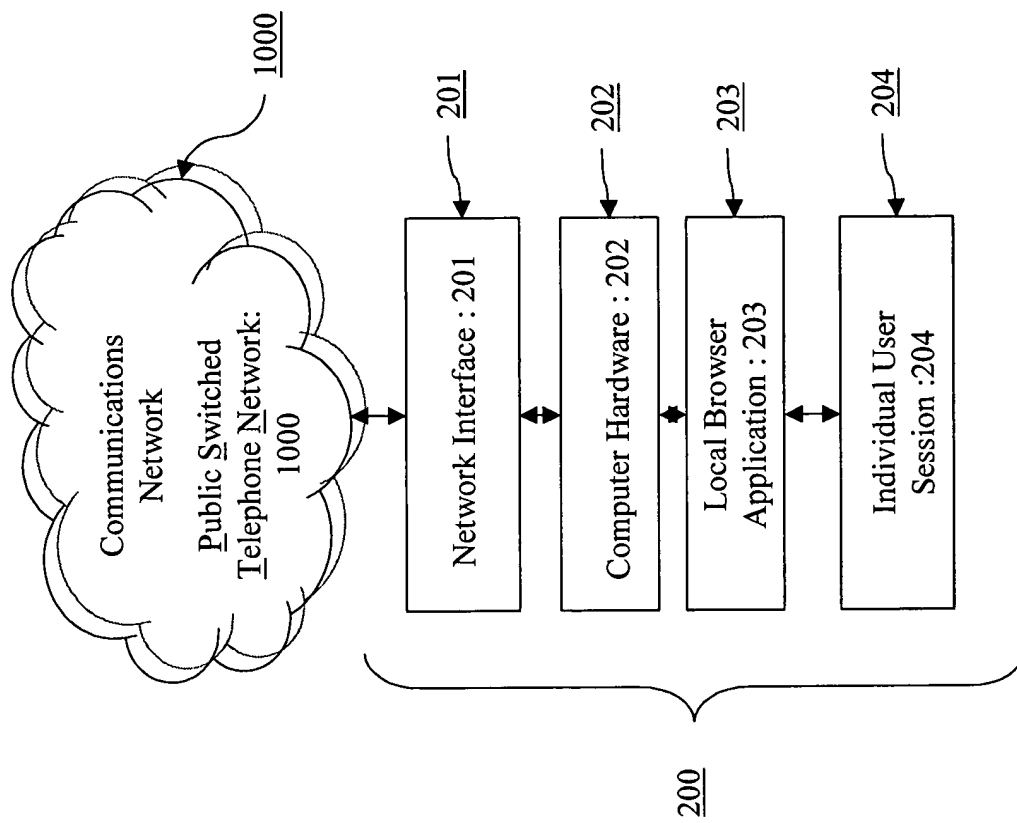 Communications
Network
Public Switched
Telephone Network:
1000
1000
Network Interface : 201
201
Computer Hardware : 202
202
Local Browser
Application : 203
203
Individual User
Session :204
204
200